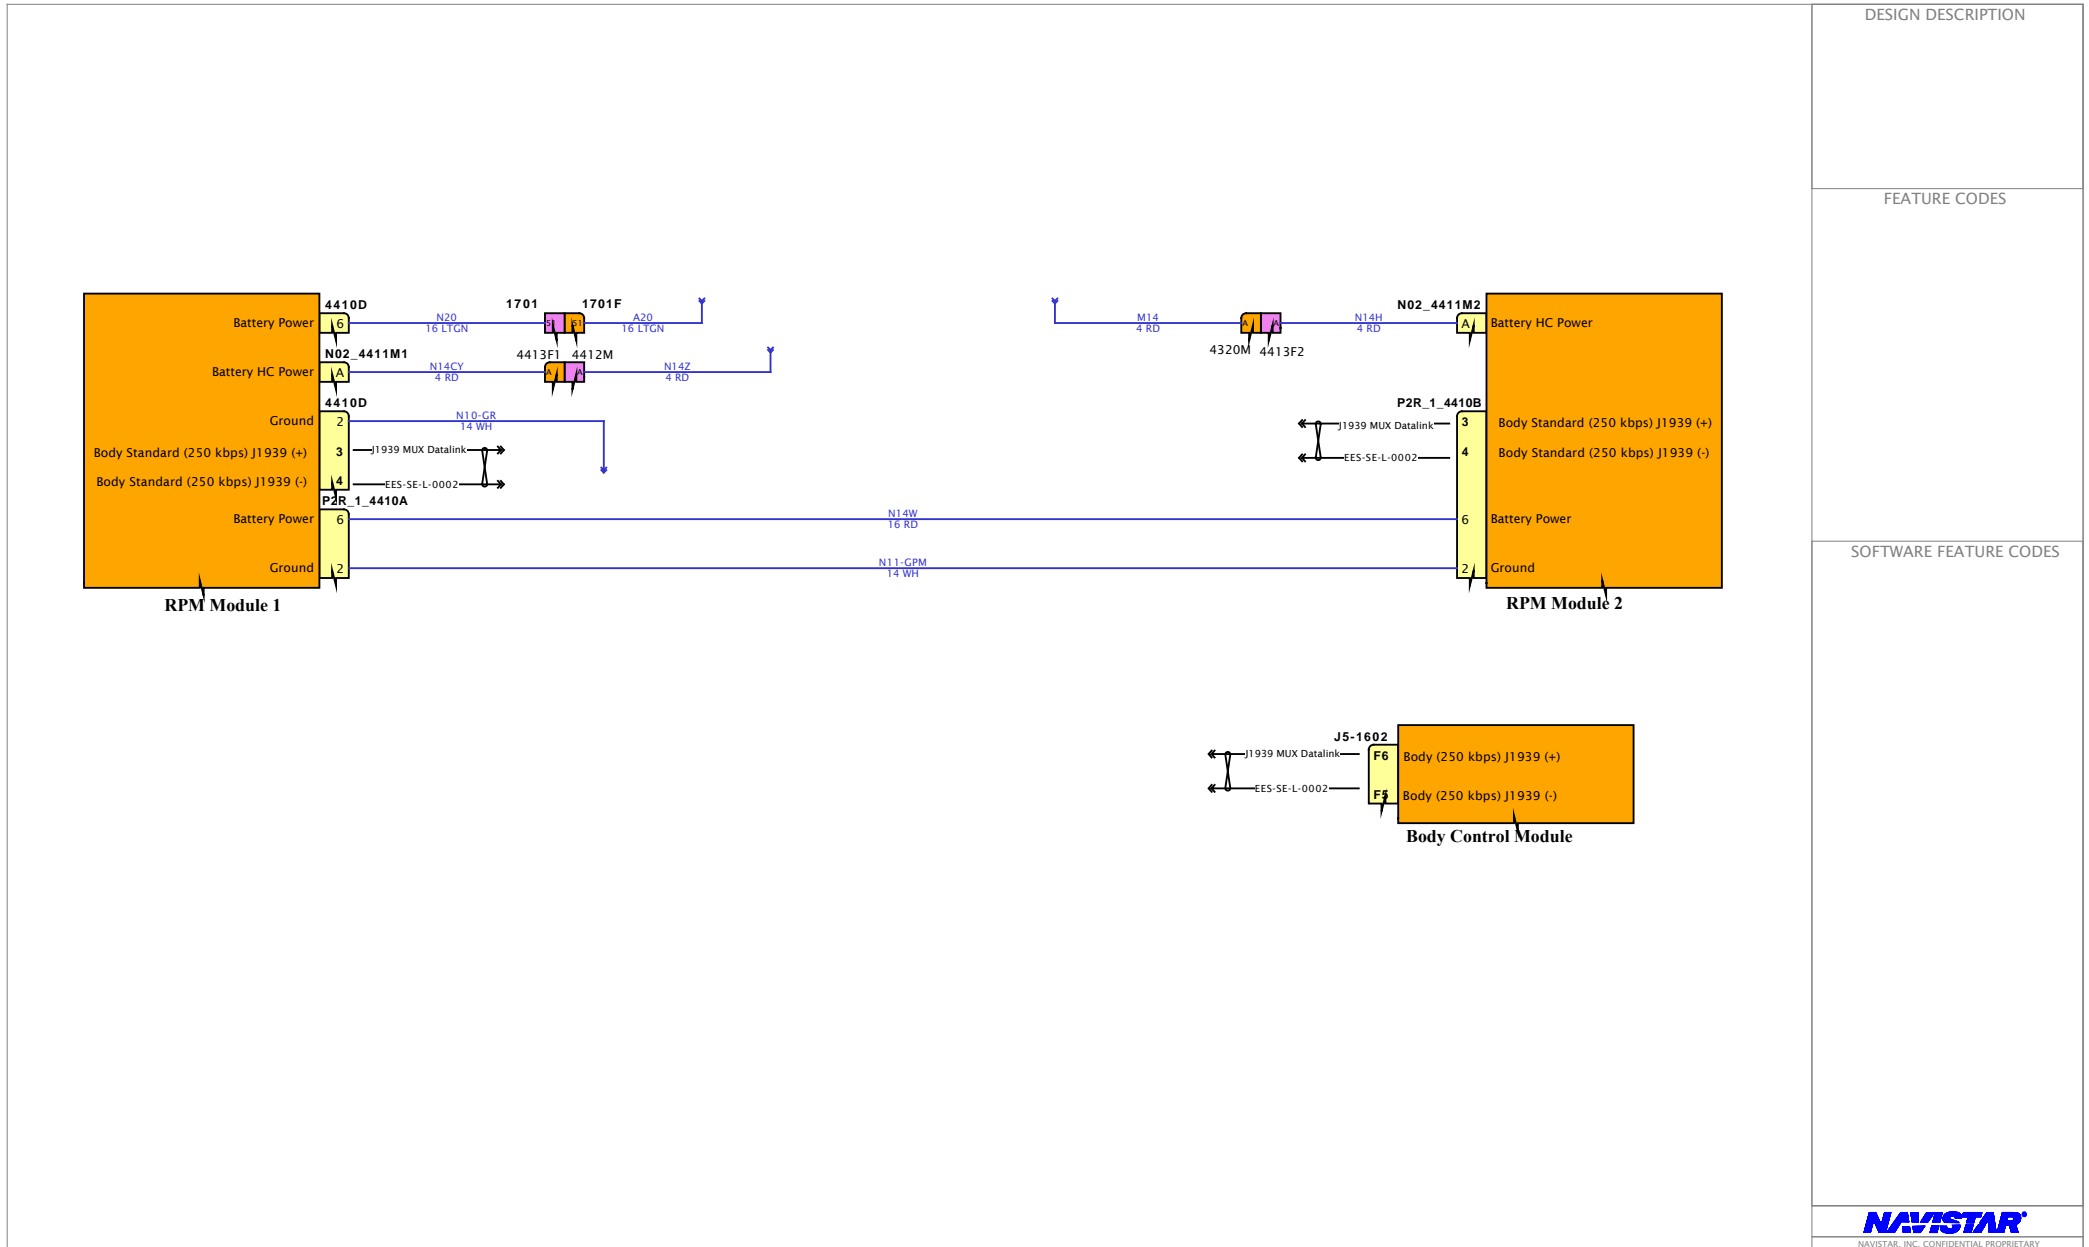 DESIGN DESCRIPTION
FEATURE CODES
SOFTWARE FEATURE CODES
4410D
Battery Power
6
N20
16 LTGN
1701
1701F
51
51
A20
16 LTGN
N02_4411M1
Battery HC Power
A
N14CY
4 RD
4413F1
4412M
A
A
N14Z
4 RD
4410D
Ground
2
N10-GR
14 WH
Body Standard (250 kbps) J1939 (+)
3
J1939 MUX Datalink
Body Standard (250 kbps) J1939 (-)
4
EES-SE-L-0002
P2R_1_4410A
Battery Power
6
N14W
16 RD
Ground
2
N11-GPM
14 WH
RPM Module 1
M14
4 RD
A
A
4320M
4413F2
N14H
4 RD
N02_4411M2
A
Battery HC Power
P2R_1_4410B
J1939 MUX Datalink
3
Body Standard (250 kbps) J1939 (+)
EES-SE-L-0002
4
Body Standard (250 kbps) J1939 (-)
6
Battery Power
2
Ground
RPM Module 2
J5-1602
J1939 MUX Datalink
F6
Body (250 kbps) J1939 (+)
EES-SE-L-0002
F5
Body (250 kbps) J1939 (-)
Body Control Module
NAVISTAR
NAVISTAR, INC. CONFIDENTIAL PROPRIETARY